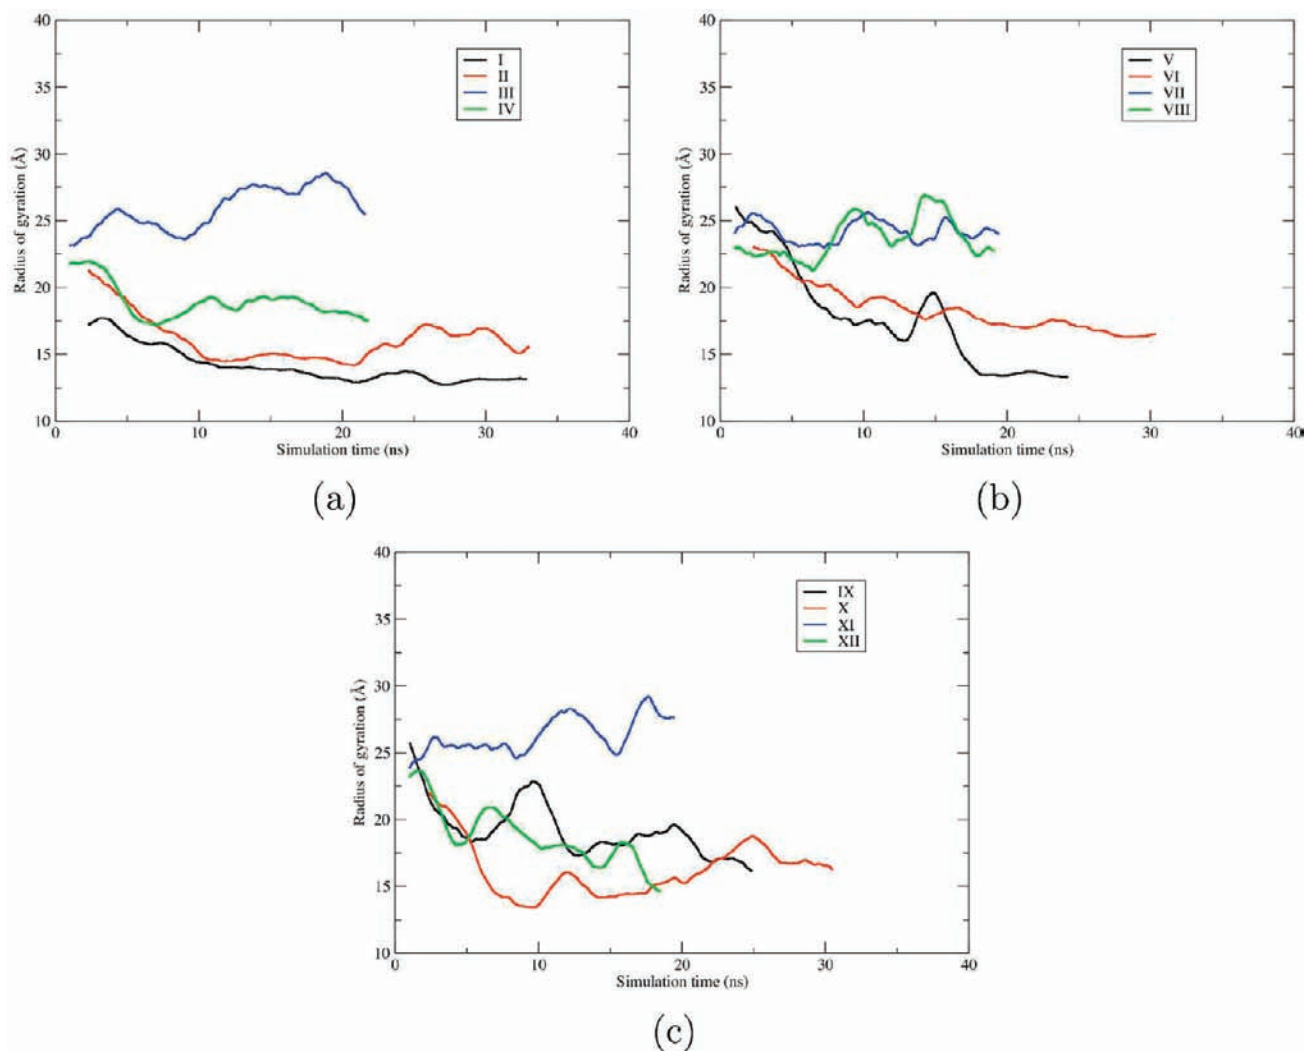 40
35
30
25
20
15
10
Radius of gyration (Å)
I
II
III
IV
0
10
20
30
40
Simulation time (ns)
(a)
40
35
30
25
20
15
10
Radius of gyration (Å)
V
VI
VII
VIII
0
10
20
30
40
Simulation time (ns)
(b)
40
35
30
25
20
15
10
Radius of gyration (Å)
IX
X
XI
XII
0
10
20
30
40
Simulation time (ns)
(c)